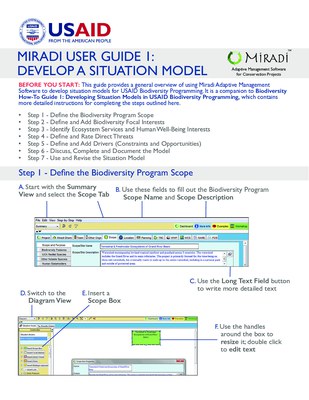 USAID
FROM THE AMERICAN PEOPLE
MIRADI USER GUIDE 1:
DEVELOP A SITUATION MODEL
MiRADi
Adaptive Management Software
for Conservation Projects
BEFORE YOU START: This guide provides a general overview of using Miradi Adaptive Management
Software to develop situation models for USAID Biodiversity Programming. It is a companion to Biodiversity
How-To Guide 1: Developing Situation Models in USAID Biodiversity Programming, which contains
more detailed instructions for completing the steps outlined here.
• Step 1 - Define the Biodiversity Program Scope
• Step 2 - Define and Add Biodiversity Focal Interests
• Step 3 - Identify Ecosystem Services and Human Well-Being Interests
• Step 4 - Define and Rate Direct Threats
• Step 5 - Define and Add Drivers (Constraints and Opportunities)
• Step 6 - Discuss, Complete and Document the Model
• Step 7 - Use and Revise the Situation Model
Step 1 - Define the Biodiversity Program Scope
A. Start with the Summary
View and select the Scope Tab
B. Use these fields to fill out the Biodiversity Program
Scope Name and Scope Description
C. Use the Long Text Field button
to write more detailed text
D. Switch to the
Diagram View
E. Insert a
Scope Box
F. Use the handles
around the box to
resize it; double click
to edit text